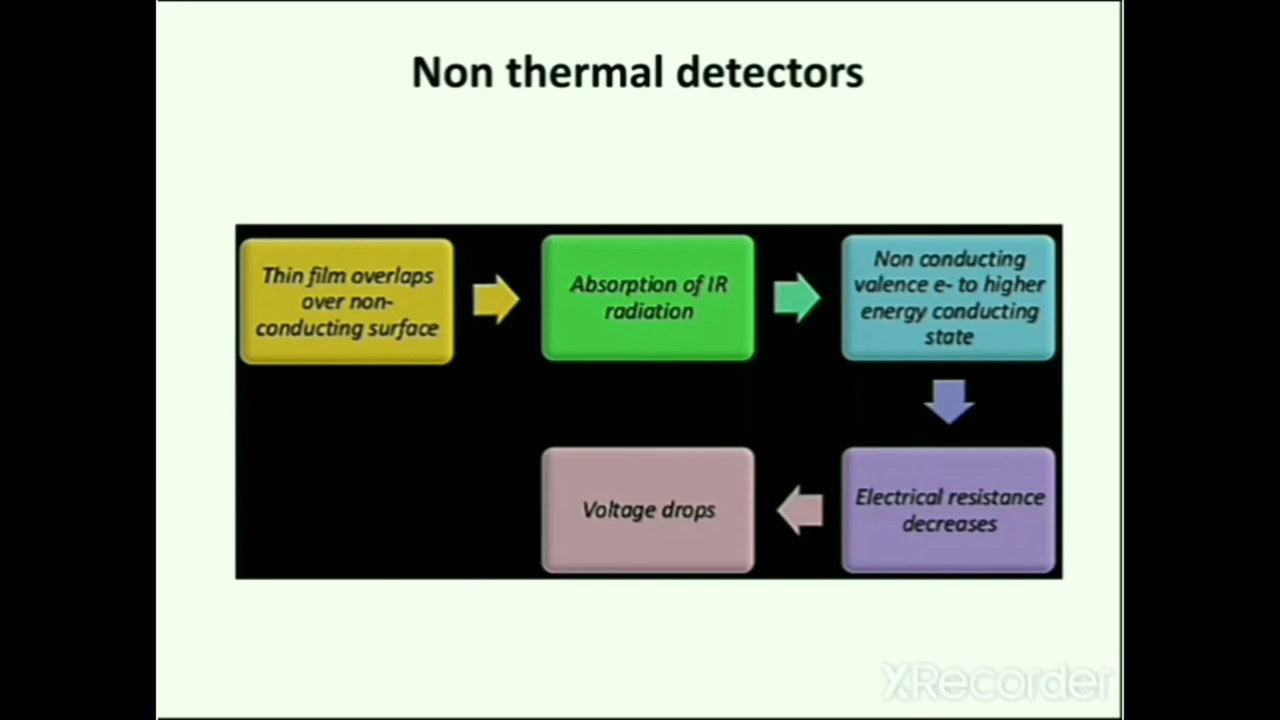 Non thermal detectors
Thin film overlaps
over non-
conducting surface
Absorption of IR
radiation
Non conducting
valence e- to higher
energy conducting
state
Electrical resistance
decreases
Voltage drops
XRecorder